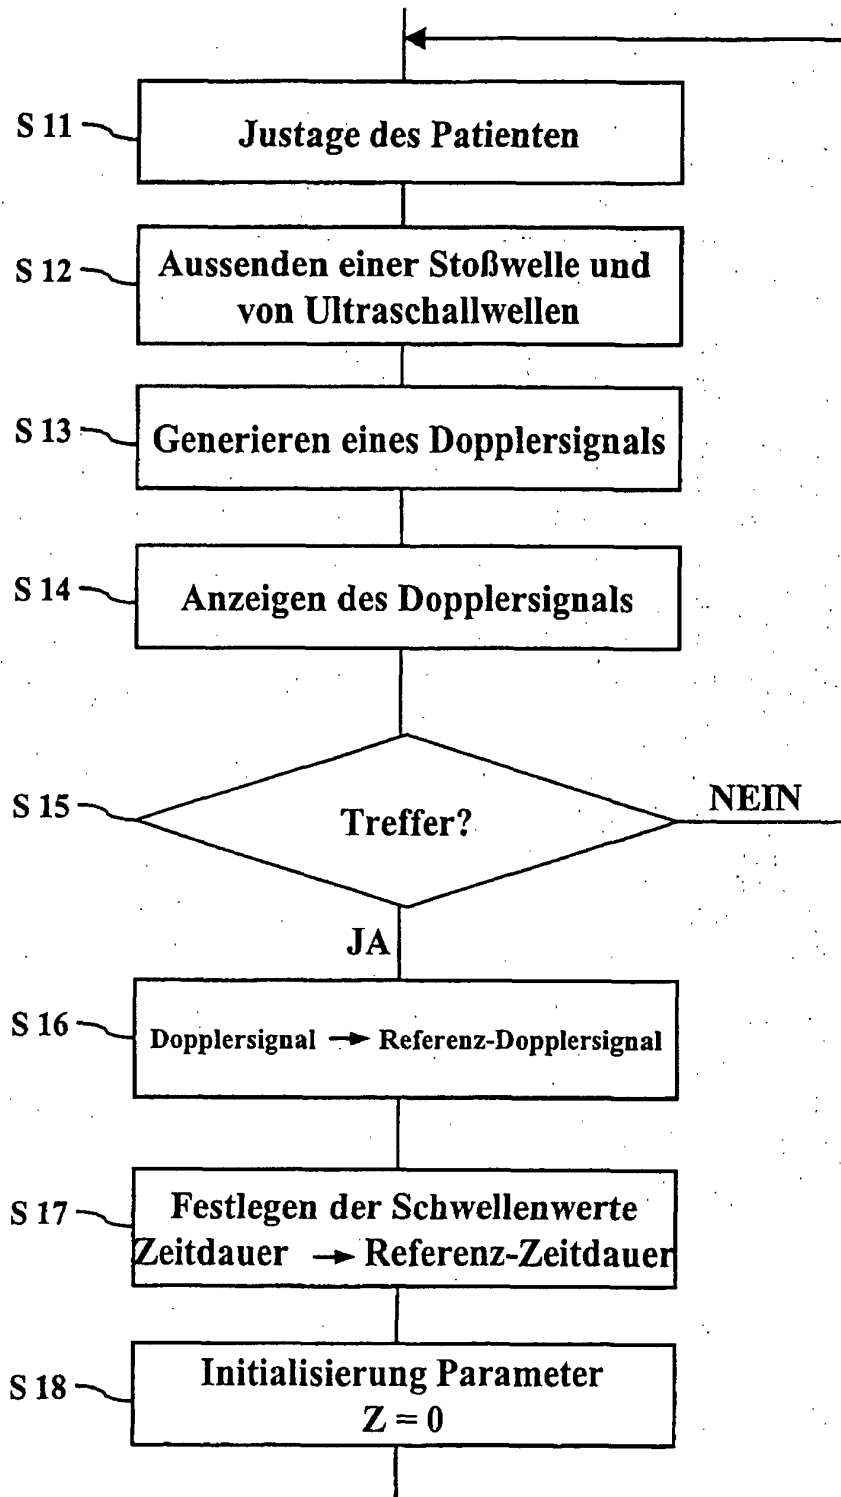 S 11
Justage des Patienten
S 12
Aussenden einer Stoßwelle und
von Ultraschallwellen
S 13
Generieren eines Dopplersignals
S 14
Anzeigen des Dopplersignals
S 15
Treffer?
NEIN
JA
S 16
Dopplersignal → Referenz-Dopplersignal
S 17
Festlegen der Schwellenwerte
Zeitdauer → Referenz-Zeitdauer
S 18
Initialisierung Parameter
Z = 0